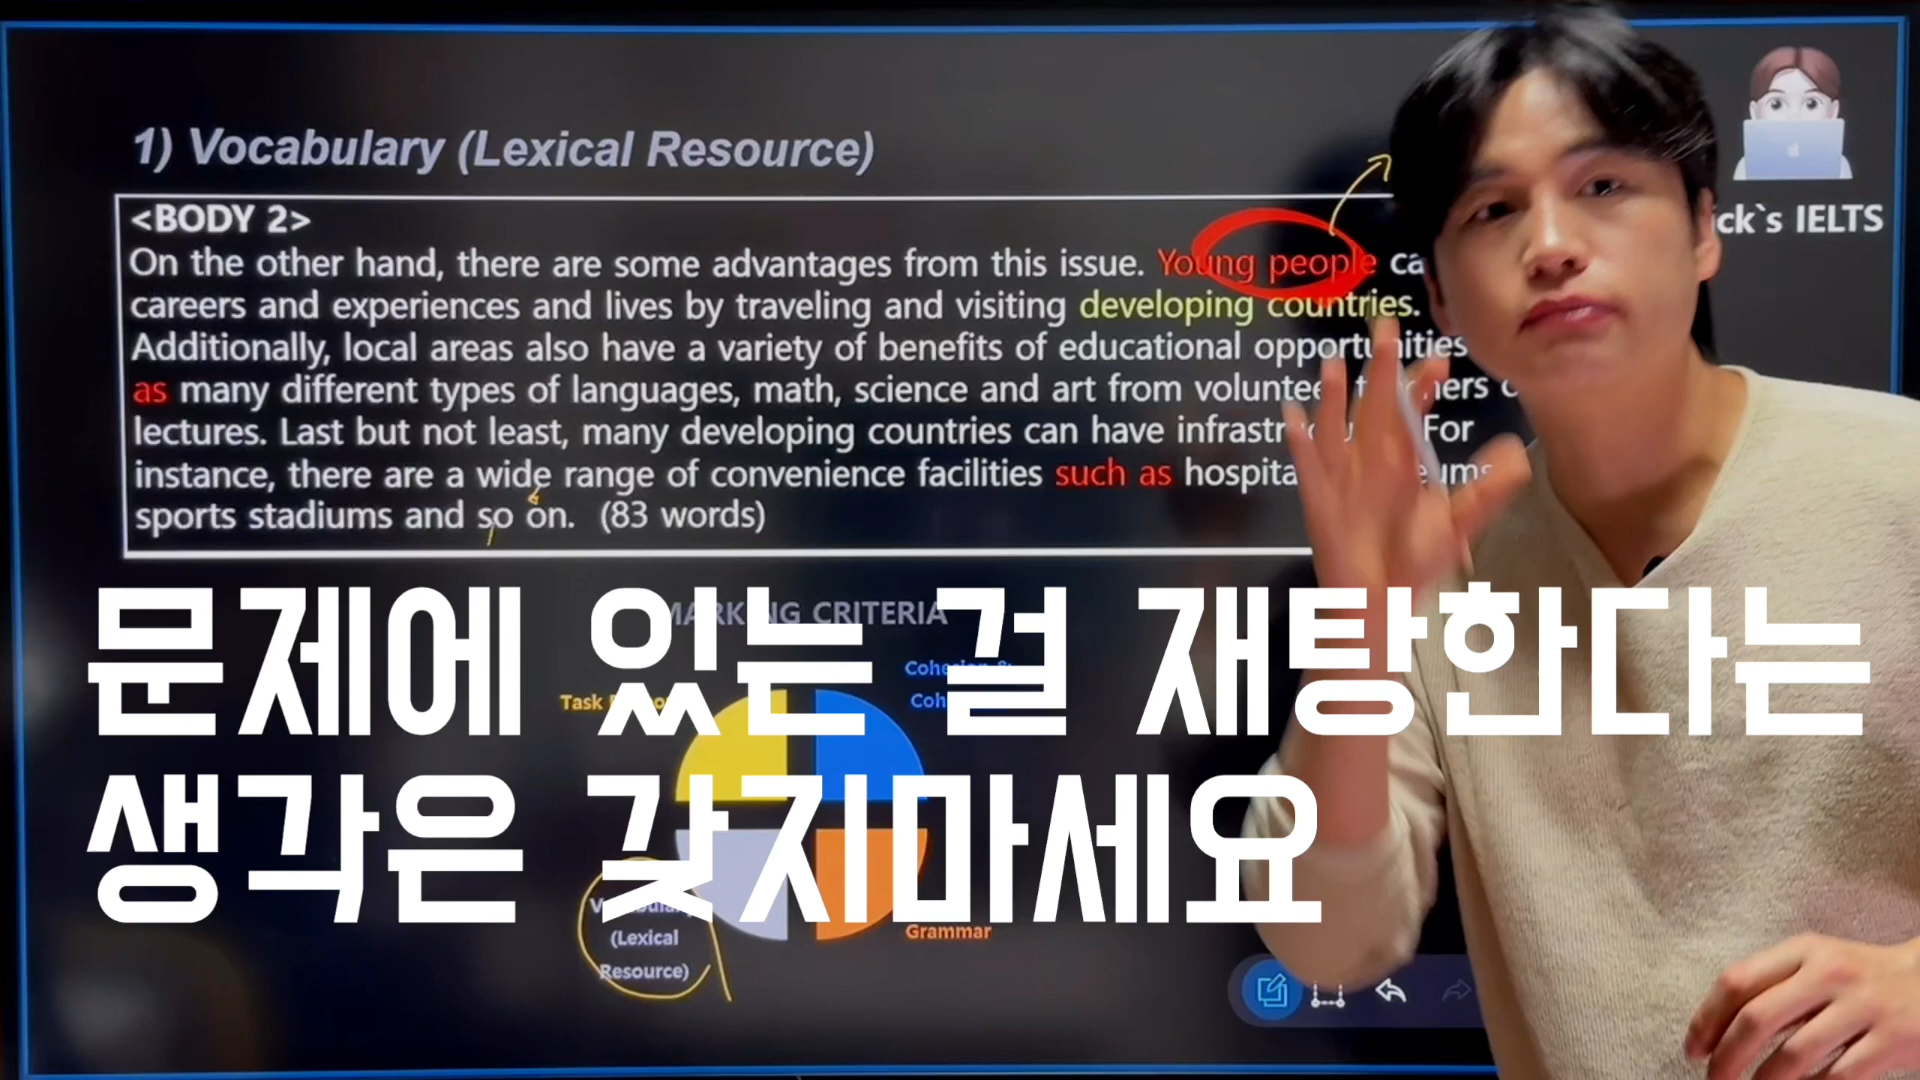 1) Vocabulary (Lexical Resource)
IELTS
<BODY 2>
On the other hand, there are some advantages from this issue. Young people
careers and experiences and lives by traveling and visiting developing countries.
Additionally, local areas also have a variety of benefits of educational opportunities
as many different types of languages, math, science and art from
lectures. Last but not least, many developing countries can have For
instance, there are a wide range of convenience facilities such as
sports stadiums and so on. (83 words)
MARKING CRITERIA
Task
문제에 있는 걸 재탕한다는
생각은 갖지마세요
(Lexical
Resource)
Grammar